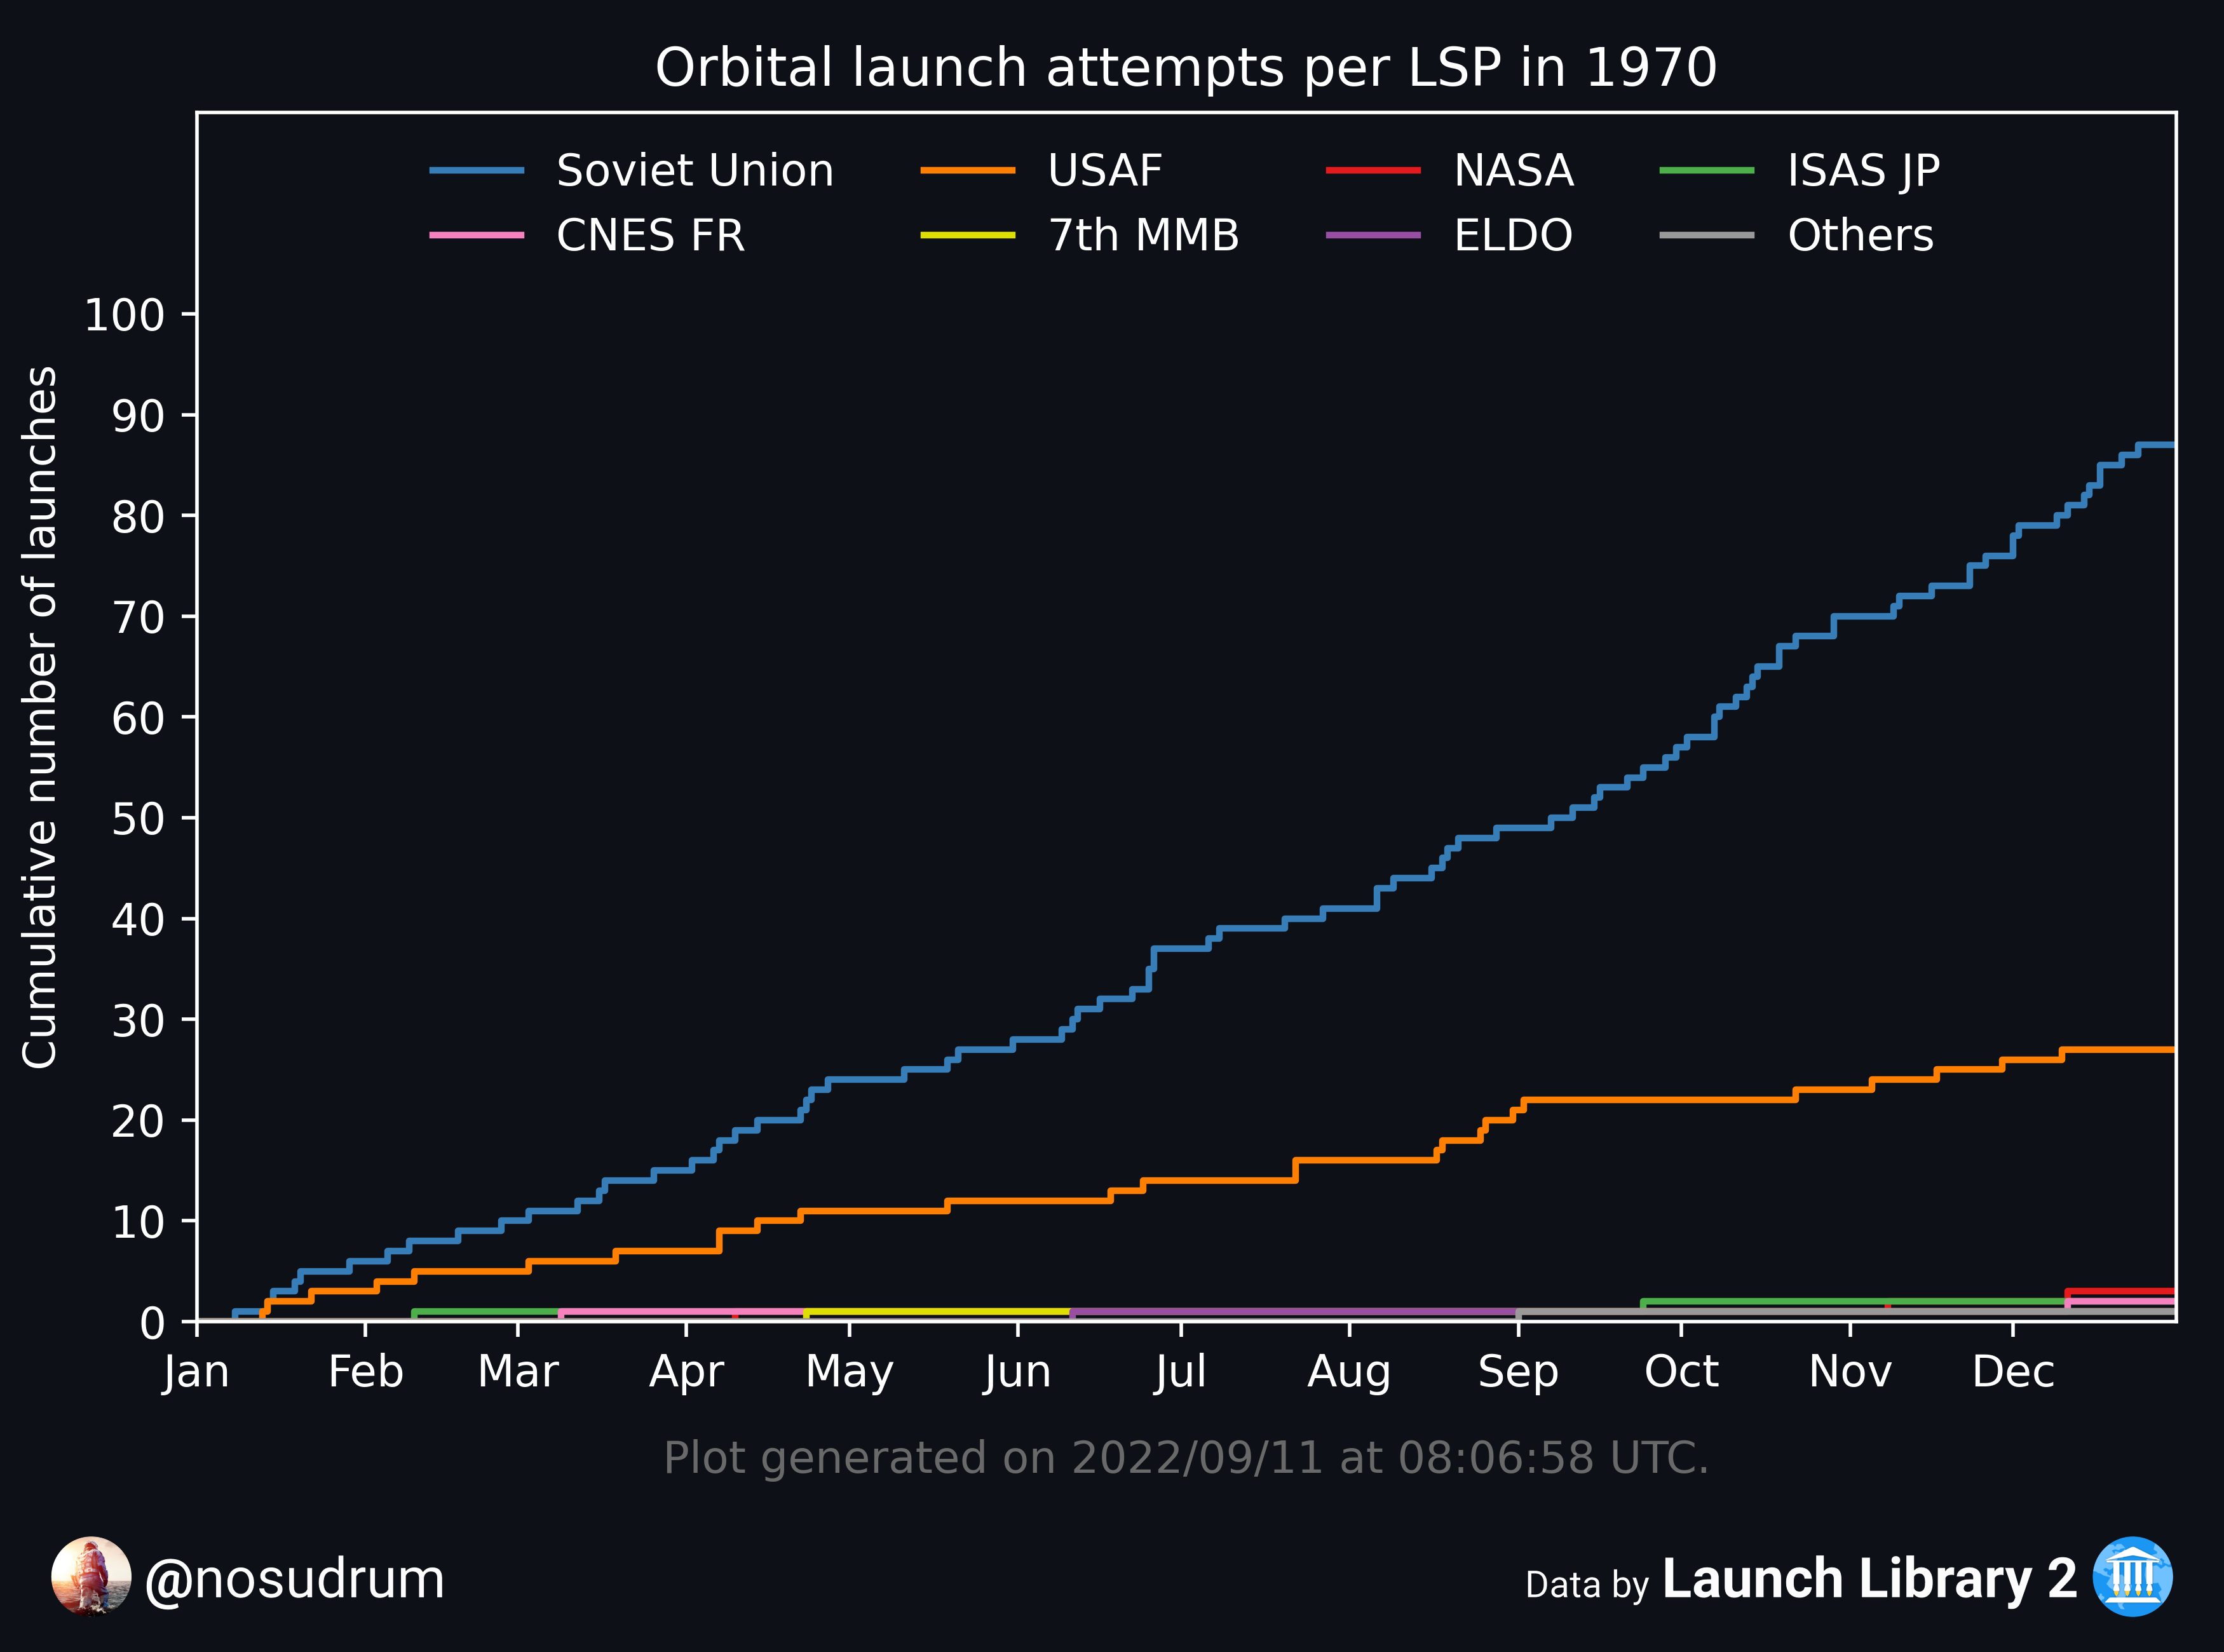 Orbital launch attempts per LSP in 1970
Soviet Union USAF NASA ISAS JP
CNES FR 7th MMB ELDO Others
Cumulative number of launches
100
90
80
70
60
50
40
30
20
10
0
Jan Feb Mar Apr May Jun Jul Aug Sep Oct Nov Dec
Plot generated on 2022/09/11 at 08:06:58 UTC.
@nosudrum
Data by Launch Library 2